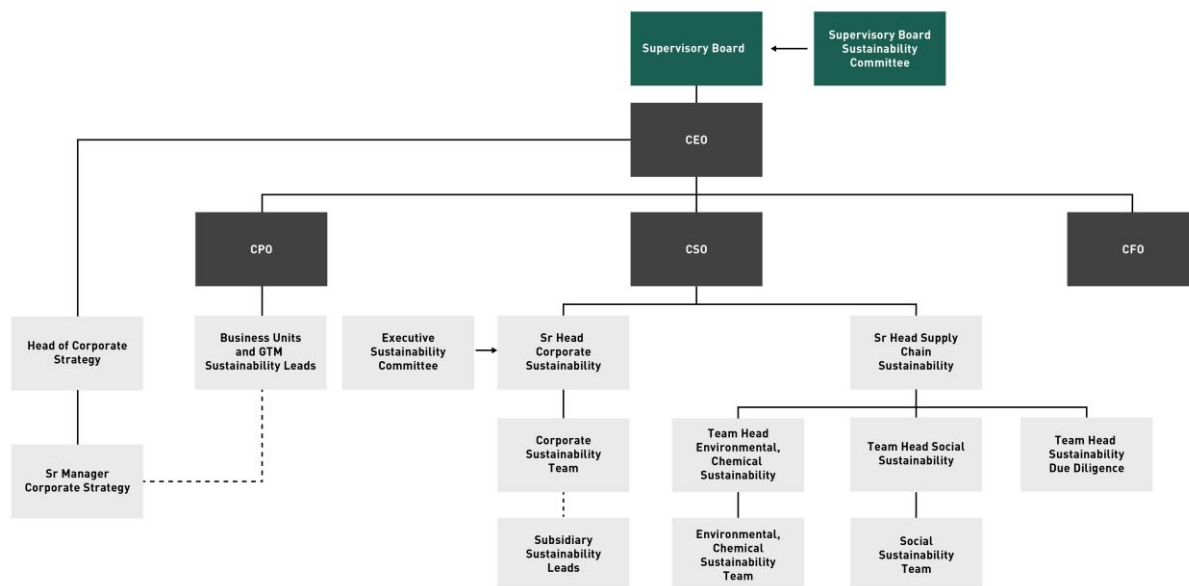 Supervisory Board
Supervisory Board
Sustainability
Committee
CEO
CPO
CSO
CFO
Head of Corporate
Strategy
Business Units
and GTM
Sustainability Leads
Executive
Sustainability
Committee
Sr Head
Corporate
Sustainability
Sr Head Supply
Chain
Sustainability
Sr Manager
Corporate Strategy
Corporate
Sustainability
Team
Team Head
Environmental,
Chemical
Sustainability
Team Head Social
Sustainability
Team Head
Sustainability
Due Diligence
Subsidiary
Sustainability
Leads
Environmental,
Chemical
Sustainability
Team
Social
Sustainability
Team